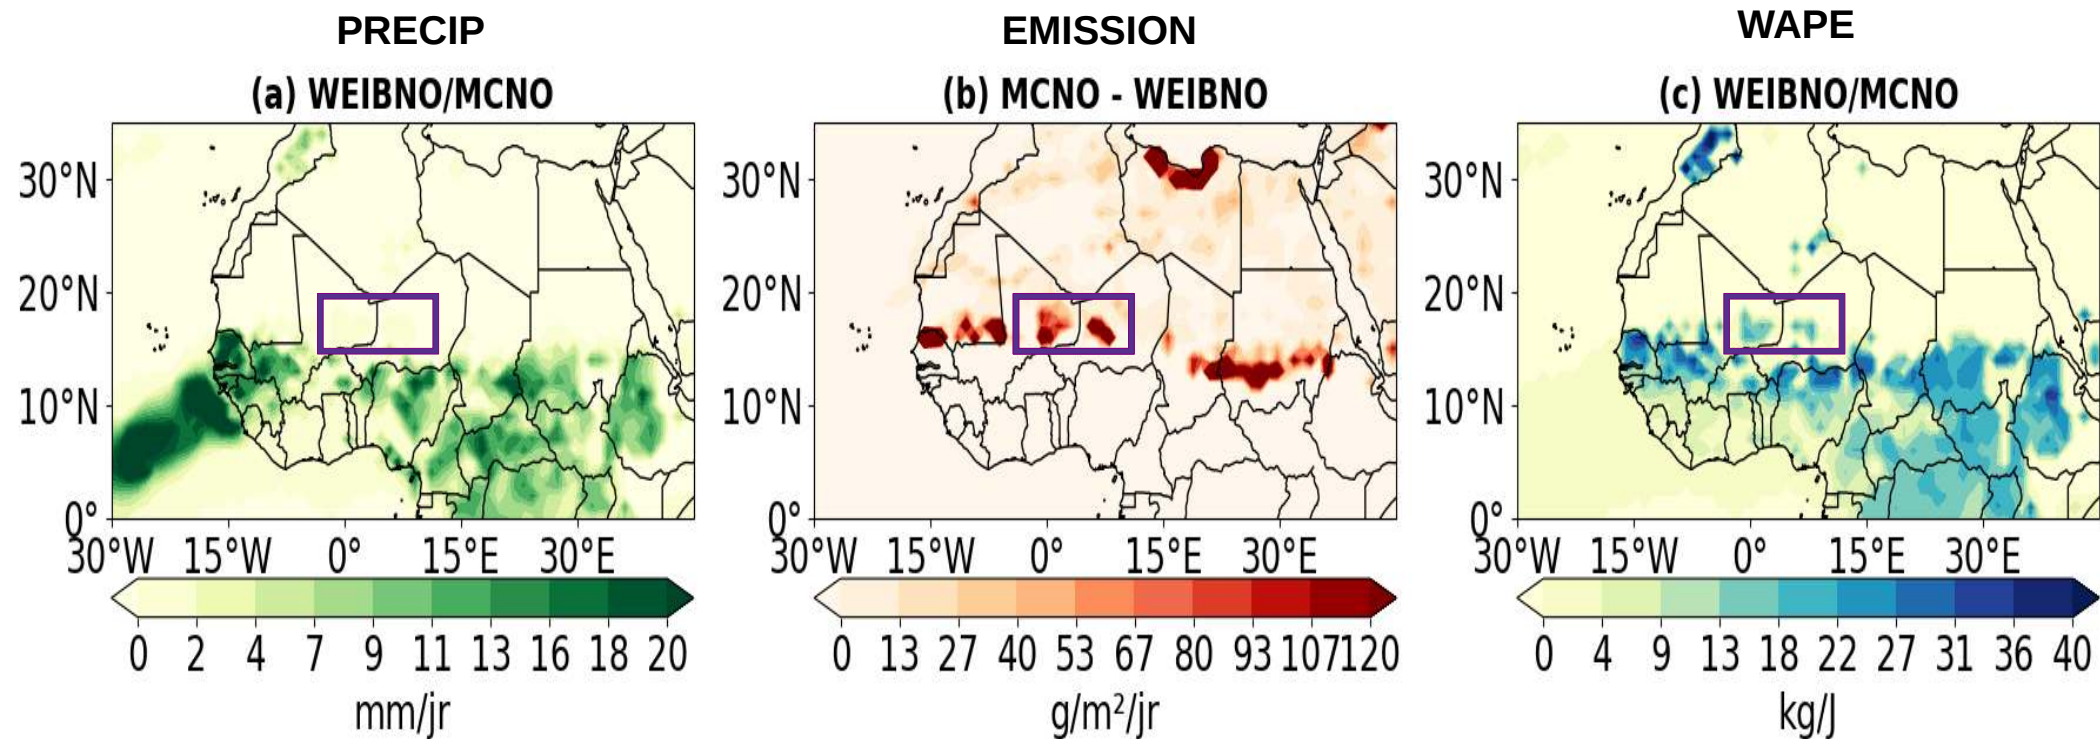 PRECIP
EMISSION
WAPE
(a) WEIBNO/MCNO
(b) MCNO - WEIBNO
(c) WEIBNO/MCNO
30°N
20°N
10°N
0°
30°W 15°W 0° 15°E 30°E
0 2 4 7 9 11 13 16 18 20
mm/jr
30°N
20°N
10°N
0°
30°W 15°W 0° 15°E 30°E
0 13 27 40 53 67 80 93 107 120
g/m²/jr
30°N
20°N
10°N
0°
30°W 15°W 0° 15°E 30°E
0 4 9 13 18 22 27 31 36 40
kg/J